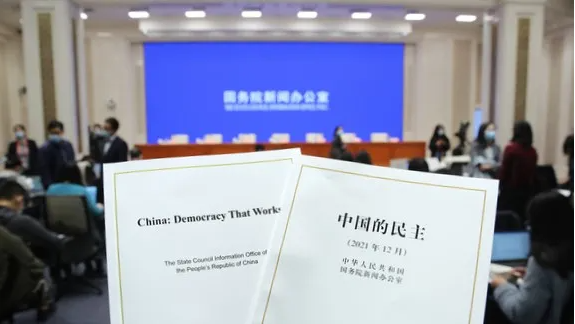 国务院新闻办公室
China: Democracy That Works
The State Council Information Office of
the People's Republic of China
中国的民主
(2021年12月)
中华人民共和国
国务院新闻办公室